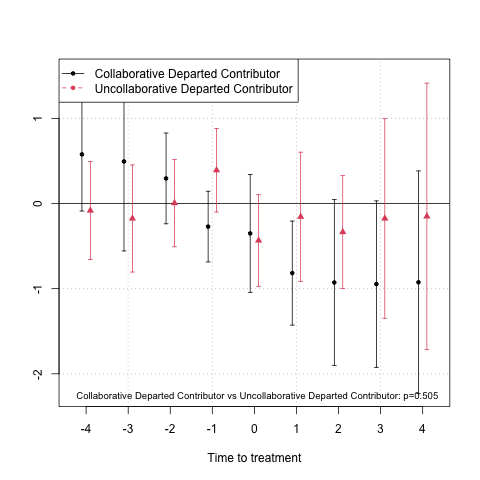 Collaborative Departed Contributor
Uncollaborative Departed Contributor
1
0
-1
-2
Collaborative Departed Contributor vs Uncollaborative Departed Contributor: p=0.505
-4 -3 -2 -1 0 1 2 3 4
Time to treatment